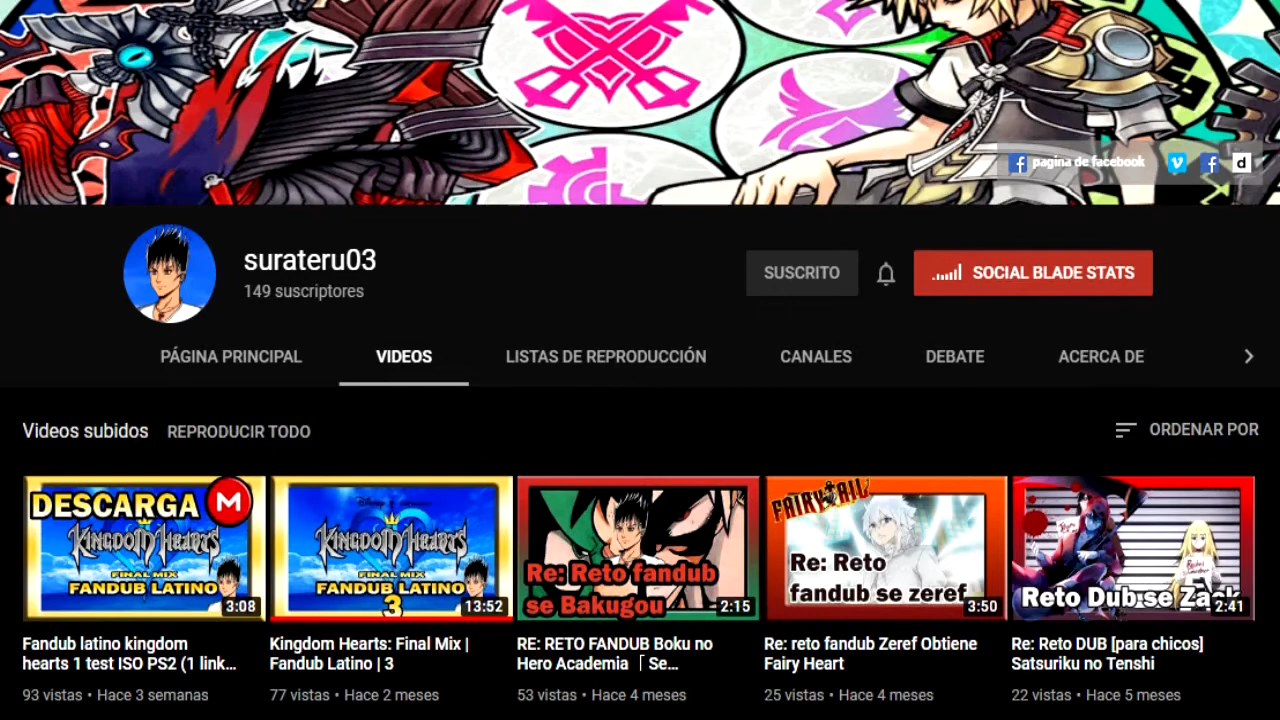 pagina de facebook
surateru03
149 suscriptores
SUSCRITO
SOCIAL BLADE STATS
PÁGINA PRINCIPAL
VIDEOS
LISTAS DE REPRODUCCIÓN
CANALES
DEBATE
ACERCA DE
Videos subidos
REPRODUCIR TODO
ORDENAR POR
DESCARGA M
KINGDOM HEARTS
FINAL MIX
FANDUB LATINO
3:08
Fandub latino kingdom
hearts 1 test ISO PS2 (1 link...
93 vistas • Hace 3 semanas
Disney
KINGDOM HEARTS
FINAL MIX
FANDUB LATINO
3
13:52
Kingdom Hearts: Final Mix |
Fandub Latino | 3
77 vistas • Hace 2 meses
Re: Reto fandub
se Bakugou
2:15
RE: RETO FANDUB Boku no
Hero Academia 「 Se...
53 vistas • Hace 4 meses
FAIRY TAIL
Re: Reto
fandub se zeref
3:50
Re: reto fandub Zeref Obtiene
Fairy Heart
25 vistas • Hace 4 meses
Reto Dub se Zack
2:41
Re: Reto DUB [para chicos]
Satsuriku no Tenshi
22 vistas • Hace 5 meses